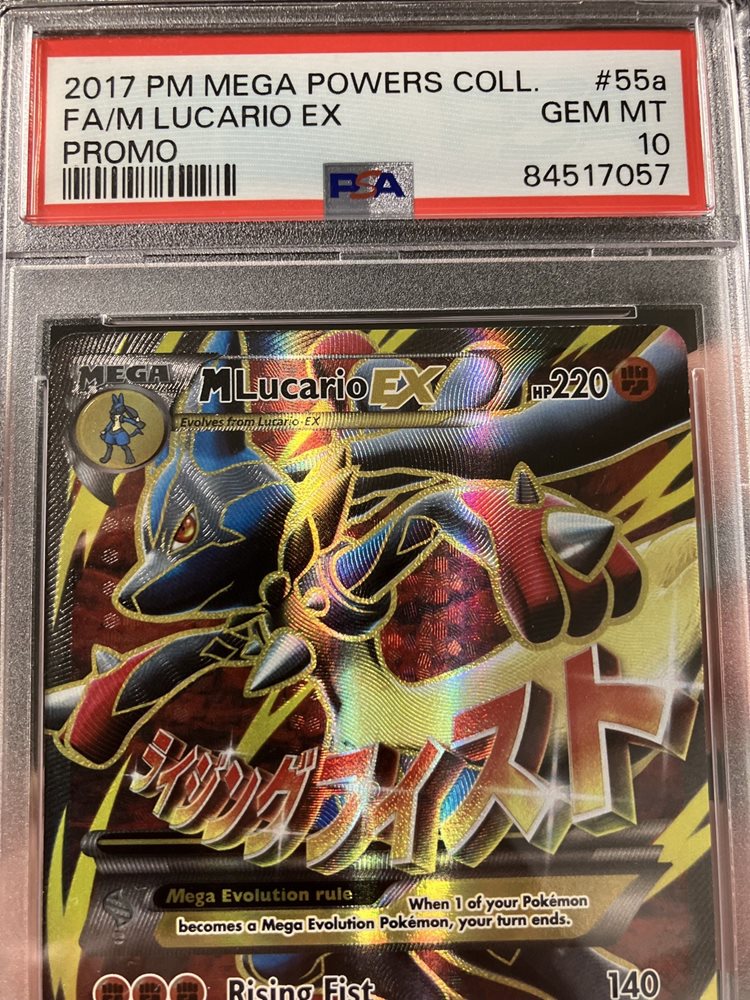 2017 PM MEGA POWERS COLL. #55a
FA/M LUCARIO EX GEM MT
PROMO 10
PSA 84517057
MEGA
M Lucario EX HP220
Evolves from Lucario-EX
ライジングフィスト
Mega Evolution rule
When 1 of your Pokémon
becomes a Mega Evolution Pokémon, your turn ends.
Rising Fist 140